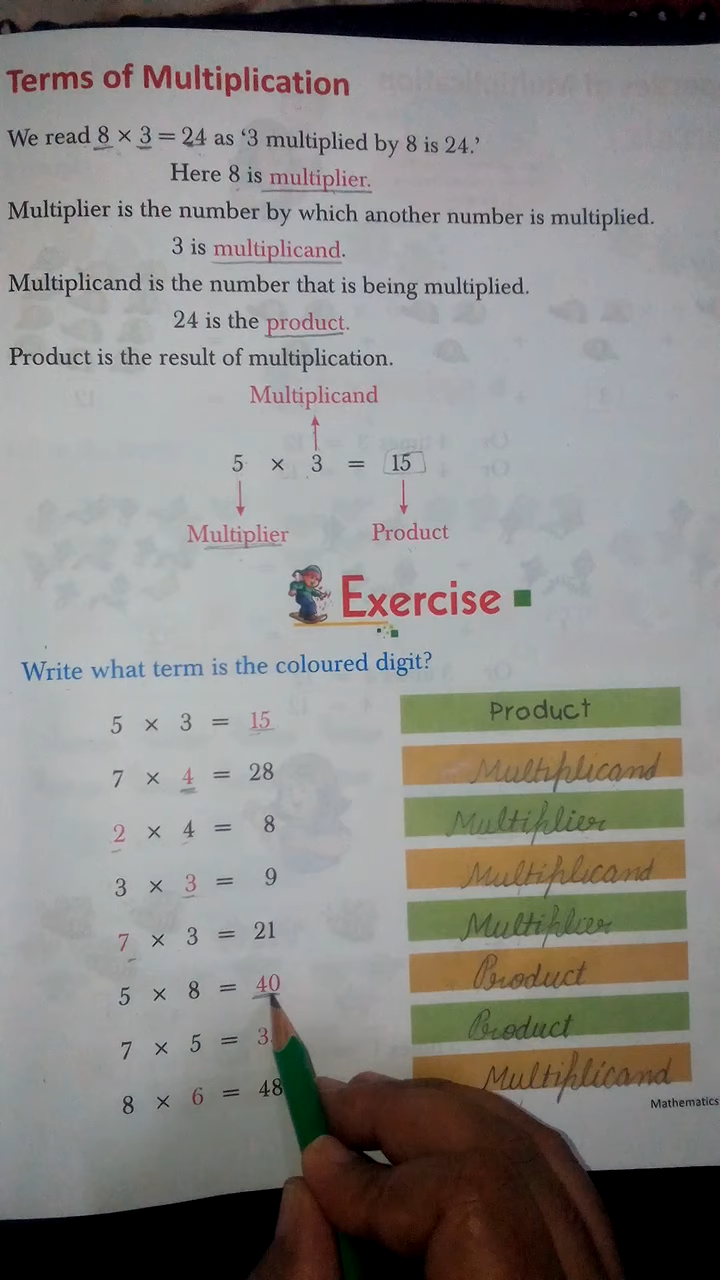 Terms of Multiplication
We read 8 × 3 = 24 as ‘3 multiplied by 8 is 24.’
Here 8 is multiplier.
Multiplier is the number by which another number is multiplied.
3 is multiplicand.
Multiplicand is the number that is being multiplied.
24 is the product.
Product is the result of multiplication.
Multiplicand
5 × 3 = 15
Multiplier Product
Exercise
Write what term is the coloured digit?
5 × 3 = 15 Product
7 × 4 = 28 Multiplicand
2 × 4 = 8 Multiplier
3 × 3 = 9 Multiplicand
7 × 3 = 21 Multiplier
5 × 8 = 40 Product
7 × 5 = 3 Product
8 × 6 = 48 Multiplicand
Mathematics